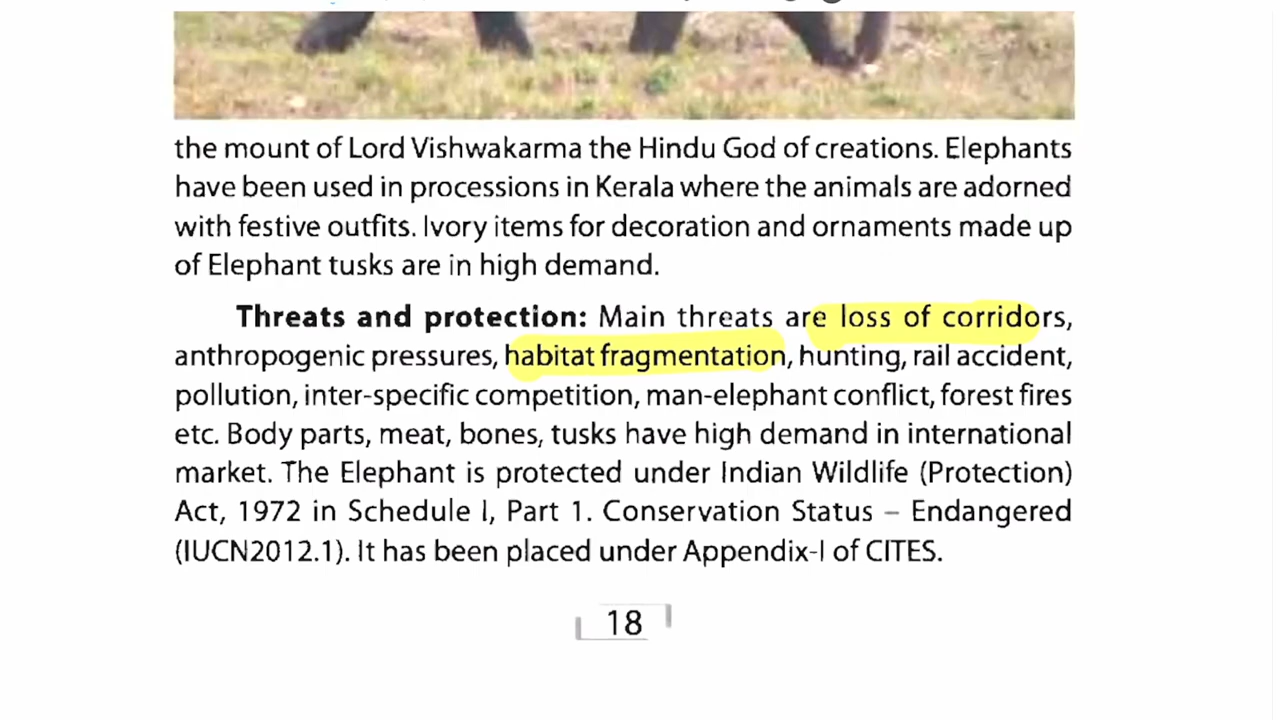 the mount of Lord Vishwakarma the Hindu God of creations. Elephants
have been used in processions in Kerala where the animals are adorned
with festive outfits. Ivory items for decoration and ornaments made up
of Elephant tusks are in high demand.
Threats and protection: Main threats are loss of corridors,
anthropogenic pressures, habitat fragmentation, hunting, rail accident,
pollution, inter-specific competition, man-elephant conflict, forest fires
etc. Body parts, meat, bones, tusks have high demand in international
market. The Elephant is protected under Indian Wildlife (Protection)
Act, 1972 in Schedule I, Part 1. Conservation Status – Endangered
(IUCN2012.1). It has been placed under Appendix-I of CITES.
18